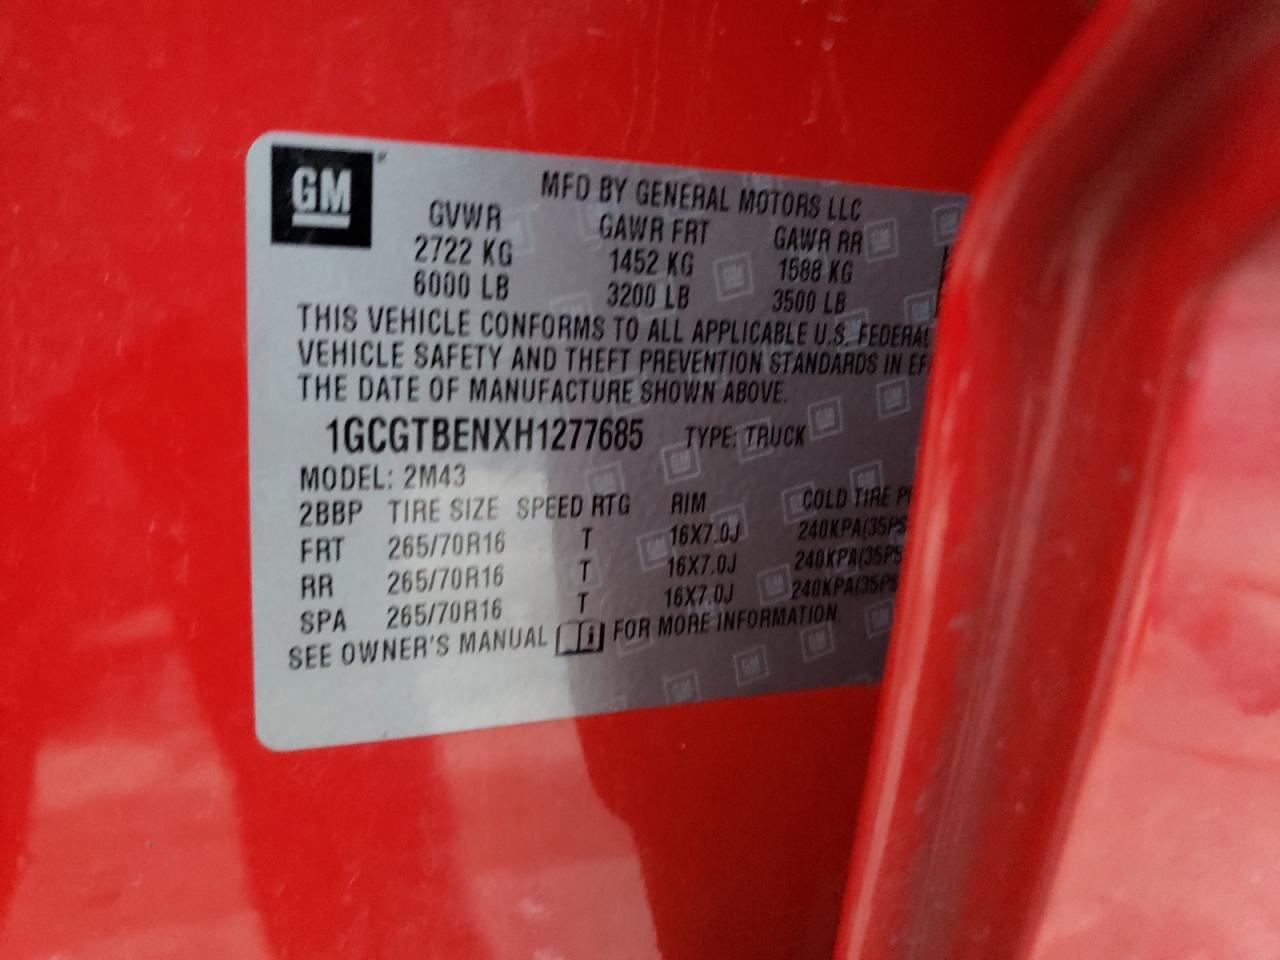 GM
MFD BY GENERAL MOTORS LLC
GVWR GAWR FRT GAWR RR
2722 KG 1452 KG 1588 KG
6000 LB 3200 LB 3500 LB
THIS VEHICLE CONFORMS TO ALL APPLICABLE U.S. FEDERAL
VEHICLE SAFETY AND THEFT PREVENTION STANDARDS IN EF
THE DATE OF MANUFACTURE SHOWN ABOVE.
1GCGTBENXH1277685 TYPE: TRUCK
MODEL: 2M43
2BBP TIRE SIZE SPEED RTG RIM COLD TIRE P
FRT 265/70R16 T 16X7.0J 240KPA(35PS
RR 265/70R16 T 16X7.0J 240KPA(35PS
SPA 265/70R16 T 16X7.0J 240KPA(35PS
SEE OWNER'S MANUAL FOR MORE INFORMATION.